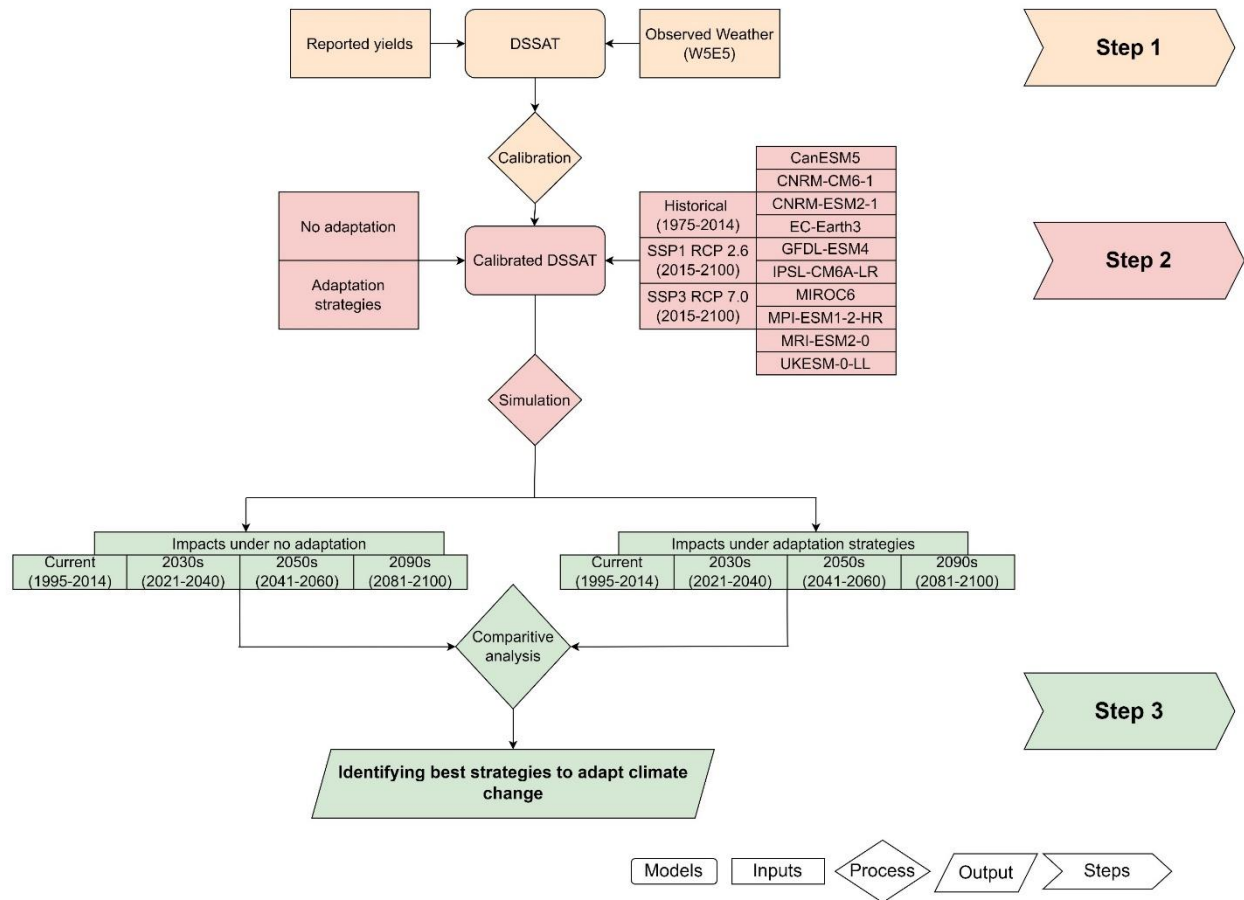 Reported yields
DSSAT
Observed Weather
(W5E5)
Step 1
Calibration
No adaptation
Adaptation
strategies
Calibrated DSSAT
Historical
(1975-2014)
SSP1 RCP 2.6
(2015-2100)
SSP3 RCP 7.0
(2015-2100)
CanESM5
CNRM-CM6-1
CNRM-ESM2-1
EC-Earth3
GFDL-ESM4
IPSL-CM6A-LR
MIROC6
MPI-ESM1-2-HR
MRI-ESM2-0
UKESM-0-LL
Step 2
Simulation
Impacts under no adaptation
Current
(1995-2014)
2030s
(2021-2040)
2050s
(2041-2060)
2090s
(2081-2100)
Impacts under adaptation strategies
Current
(1995-2014)
2030s
(2021-2040)
2050s
(2041-2060)
2090s
(2081-2100)
Comparitive
analysis
Step 3
Identifying best strategies to adapt climate
change
Models
Inputs
Process
Output
Steps